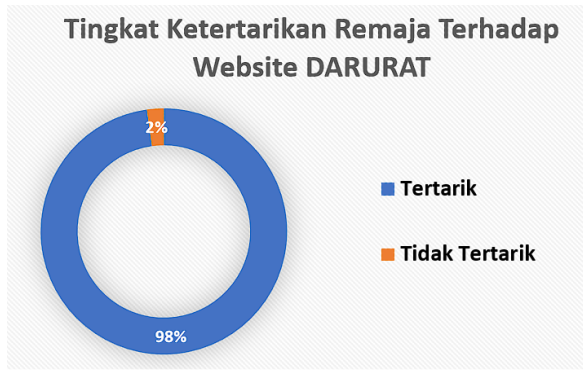 Tingkat Ketertarikan Remaja Terhadap
Website DARURAT
2%
Tertarik
Tidak Tertarik
98%